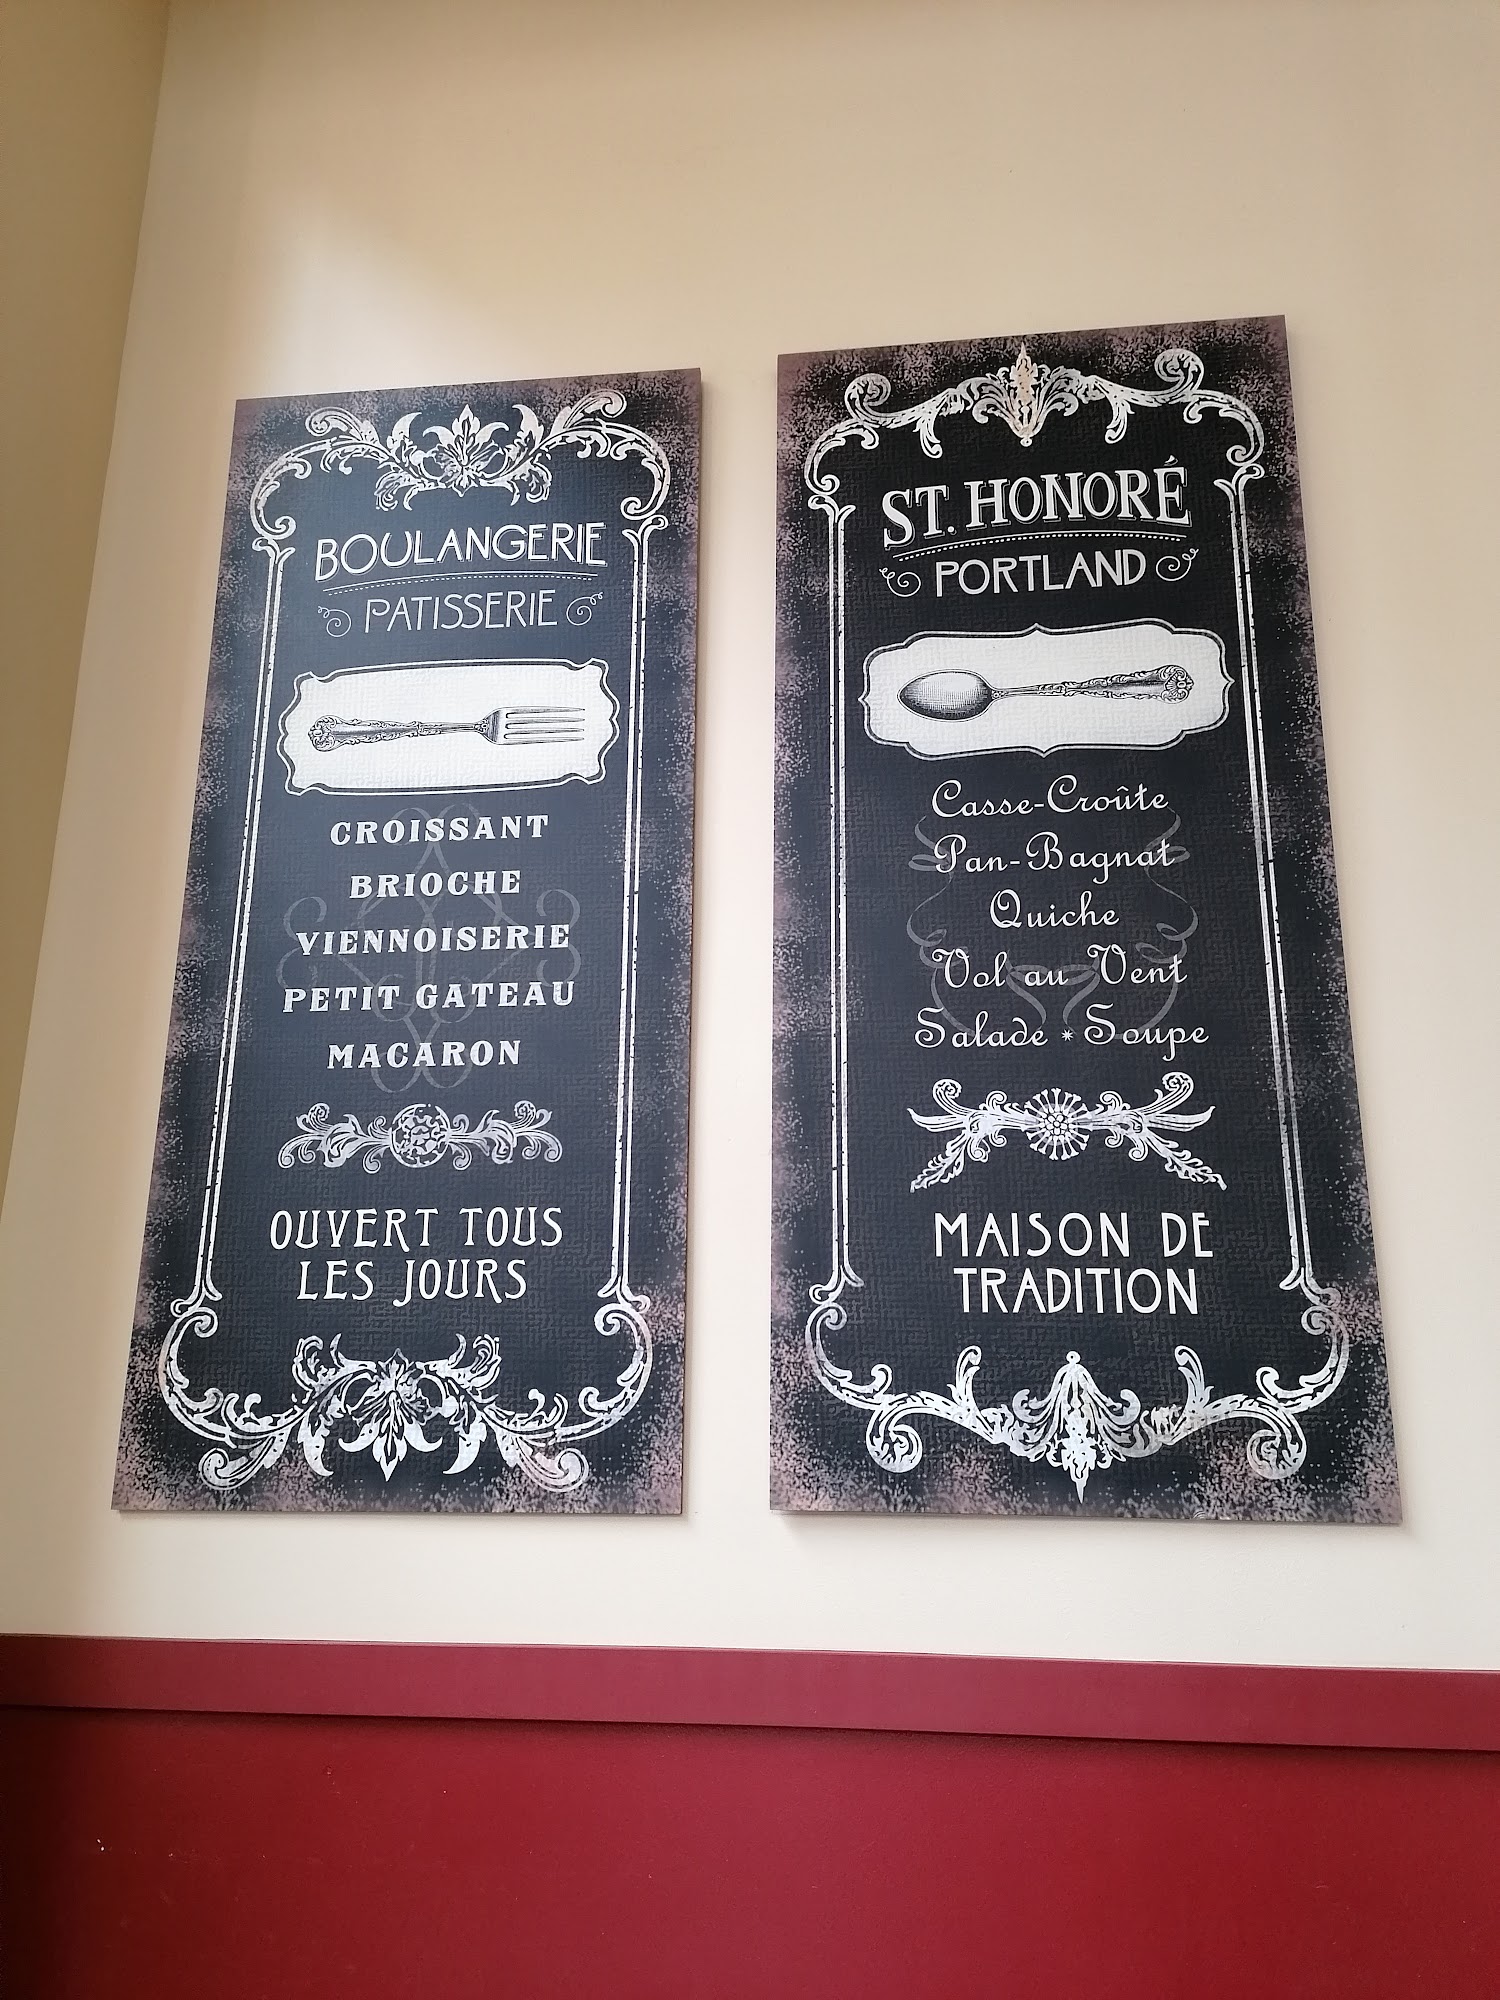 BOULANGERIE
PATISSERIE
CROISSANT
BRIOCHE
VIENNOISERIE
PETIT GATEAU
MACARON
OUVERT TOUS
LES JOURS
ST. HONORÉ
PORTLAND
Casse-Croûte
Pan-Bagnat
Quiche
Vol au Vent
Salade * Soupe
MAISON DE
TRADITION